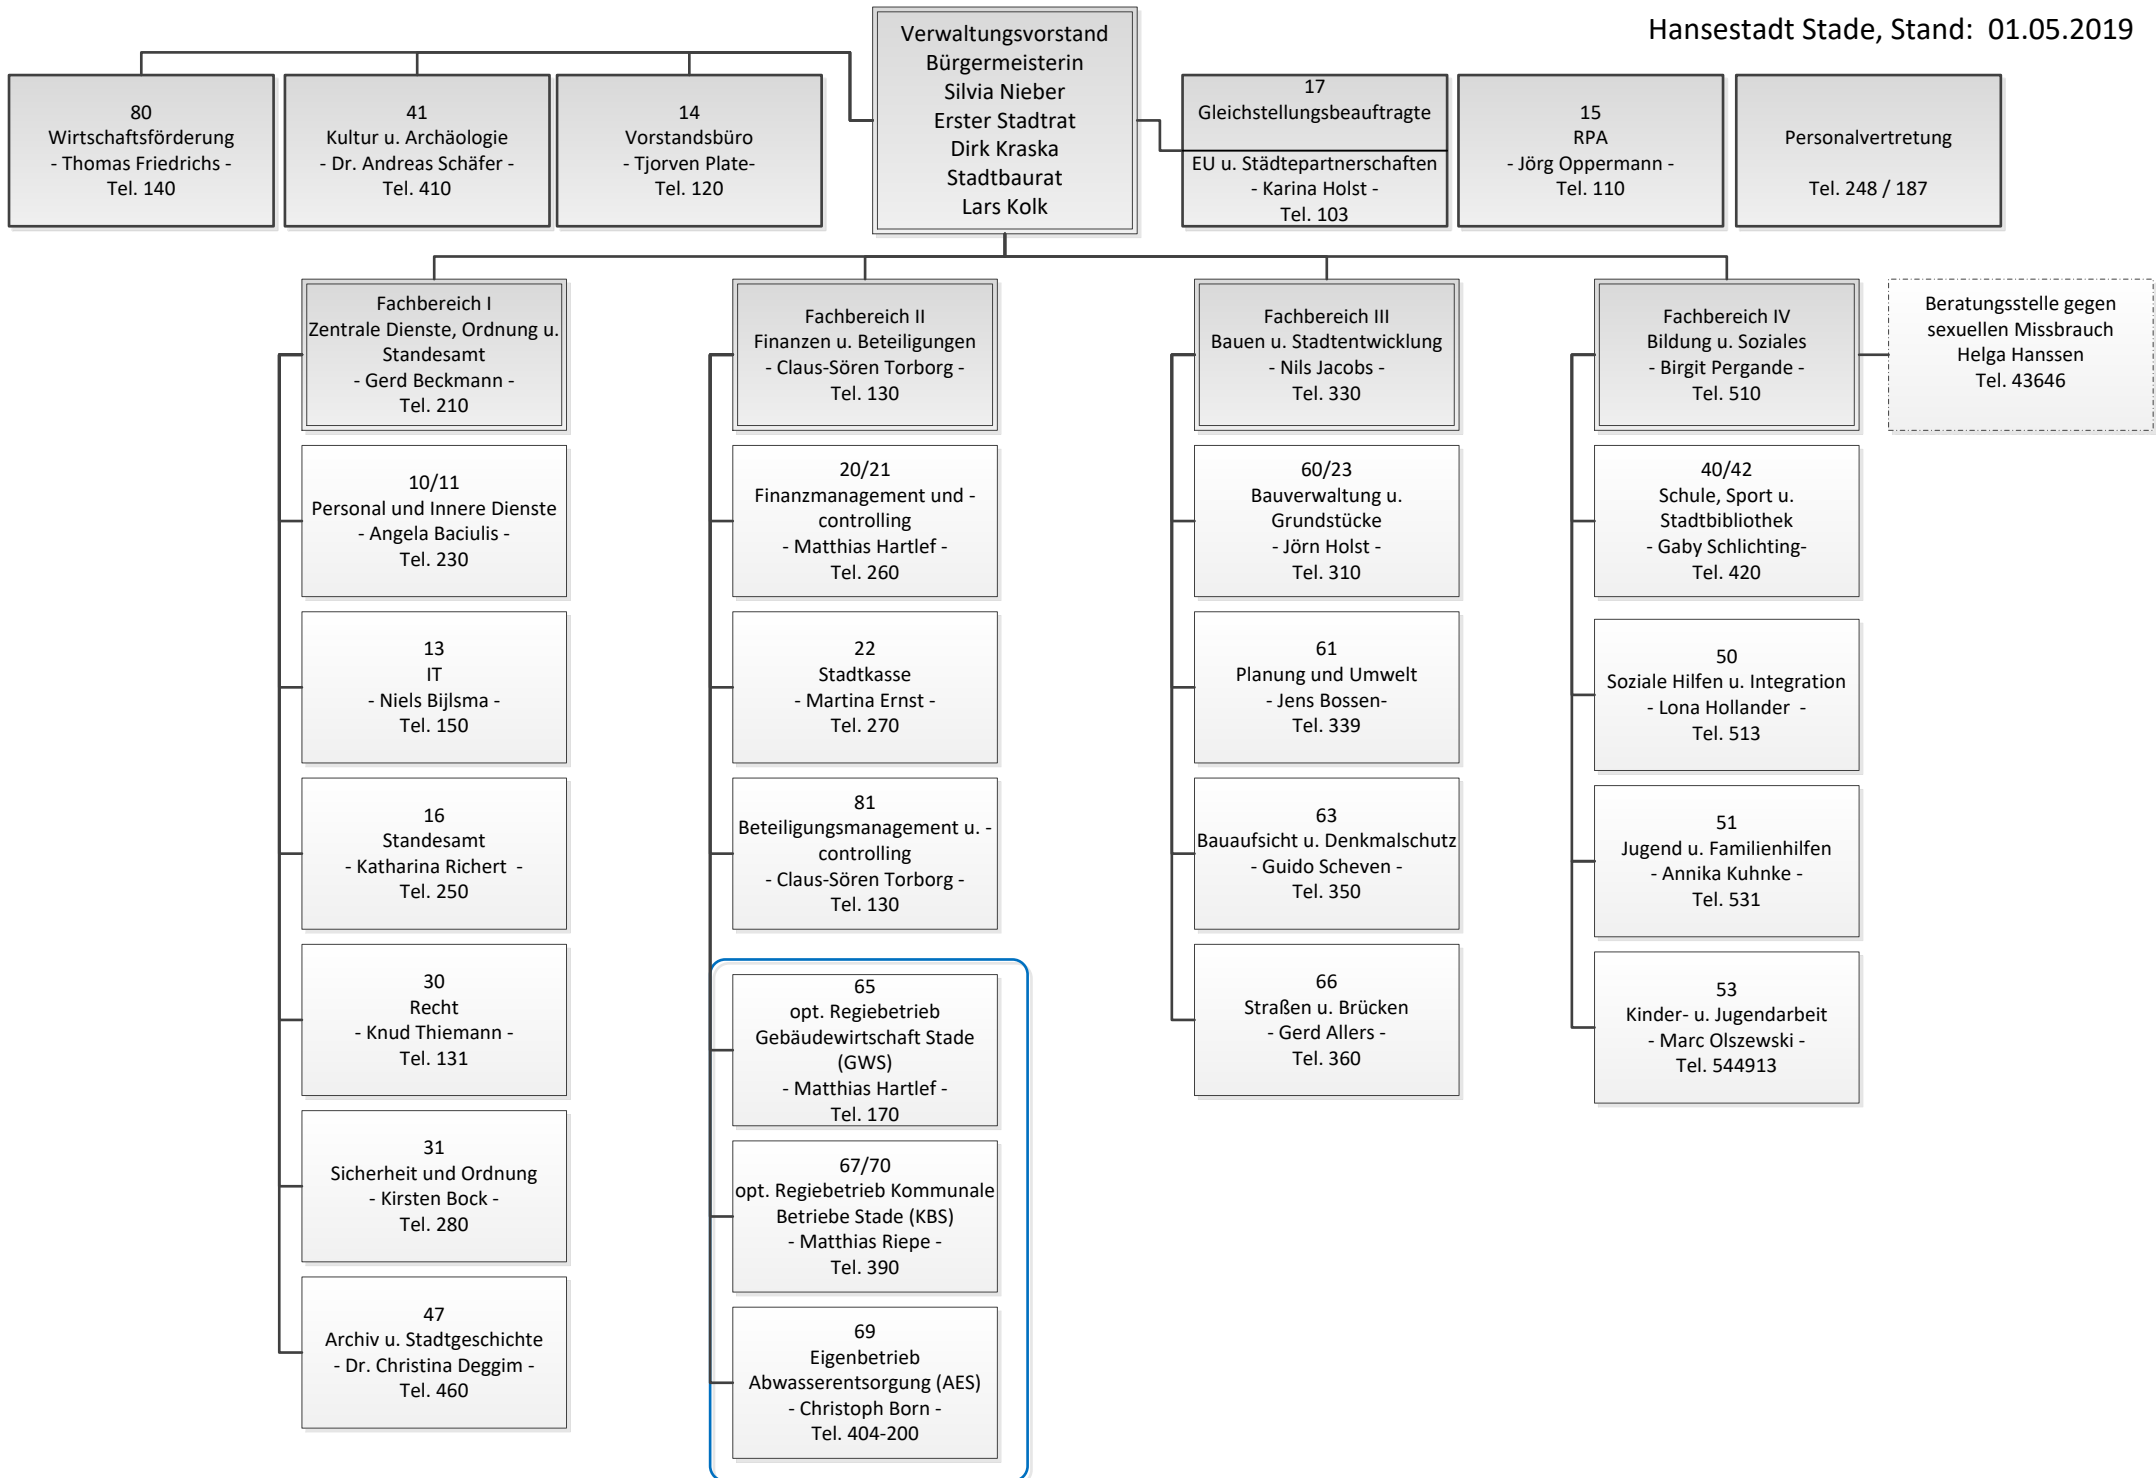 Hansestadt Stade, Stand:  01.05.2019
Verwaltungsvorstand
Bürgermeisterin
Silvia Nieber
Erster Stadtrat
Dirk Kraska
Stadtbaurat
Lars Kolk
80
Wirtschaftsförderung
- Thomas Friedrichs -
Tel. 140
41
Kultur u. Archäologie
- Dr. Andreas Schäfer -
Tel. 410
14
Vorstandsbüro
- Tjorven Plate-
Tel. 120
17
Gleichstellungsbeauftragte
EU u. Städtepartnerschaften
- Karina Holst -
Tel. 103
15
RPA
- Jörg Oppermann -
Tel. 110
Personalvertretung
Tel. 248 / 187
Fachbereich I
Zentrale Dienste, Ordnung u.
Standesamt
- Gerd Beckmann -
Tel. 210
10/11
Personal und Innere Dienste
- Angela Baciulis -
Tel. 230
13
IT
- Niels Bijlsma -
Tel. 150
16
Standesamt
- Katharina Richert  -
Tel. 250
30
Recht
- Knud Thiemann -
Tel. 131
31
Sicherheit und Ordnung
- Kirsten Bock -
Tel. 280
47
Archiv u. Stadtgeschichte
- Dr. Christina Deggim -
Tel. 460
Fachbereich II
Finanzen u. Beteiligungen
- Claus-Sören Torborg -
Tel. 130
20/21
Finanzmanagement und -
controlling
- Matthias Hartlef -
Tel. 260
22
Stadtkasse
- Martina Ernst -
Tel. 270
81
Beteiligungsmanagement u. -
controlling
- Claus-Sören Torborg -
Tel. 130
65
opt. Regiebetrieb
Gebäudewirtschaft Stade
(GWS)
- Matthias Hartlef -
Tel. 170
67/70
opt. Regiebetrieb Kommunale
Betriebe Stade (KBS)
- Matthias Riepe -
Tel. 390
69
Eigenbetrieb
Abwasserentsorgung (AES)
- Christoph Born -
Tel. 404-200
Fachbereich III
Bauen u. Stadtentwicklung
- Nils Jacobs -
Tel. 330
60/23
Bauverwaltung u.
Grundstücke
- Jörn Holst -
Tel. 310
61
Planung und Umwelt
- Jens Bossen-
Tel. 339
63
Bauaufsicht u. Denkmalschutz
- Guido Scheven -
Tel. 350
66
Straßen u. Brücken
- Gerd Allers -
Tel. 360
Fachbereich IV
Bildung u. Soziales
- Birgit Pergande -
Tel. 510
40/42
Schule, Sport u.
Stadtbibliothek
- Gaby Schlichting-
Tel. 420
50
Soziale Hilfen u. Integration
- Lona Hollander  -
Tel. 513
51
Jugend u. Familienhilfen
- Annika Kuhnke -
Tel. 531
53
Kinder- u. Jugendarbeit
- Marc Olszewski -
Tel. 544913
Beratungsstelle gegen
sexuellen Missbrauch
Helga Hanssen
Tel. 43646